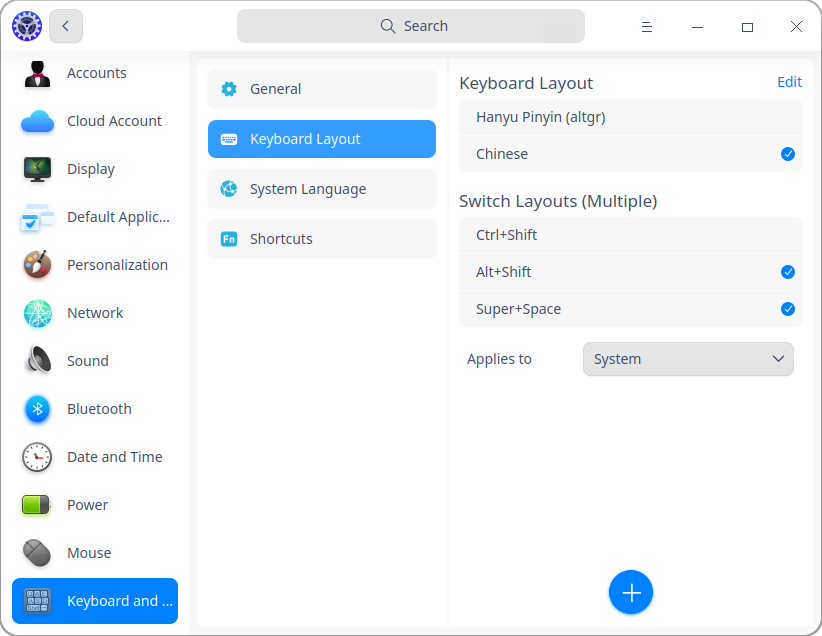 Search
Accounts
Cloud Account
Display
Default Applic...
Personalization
Network
Sound
Bluetooth
Date and Time
Power
Mouse
Keyboard and ...
General
Keyboard Layout
System Language
Fn Shortcuts
Keyboard Layout Edit
Hanyu Pinyin (altgr)
Chinese
Switch Layouts (Multiple)
Ctrl+Shift
Alt+Shift
Super+Space
Applies to System